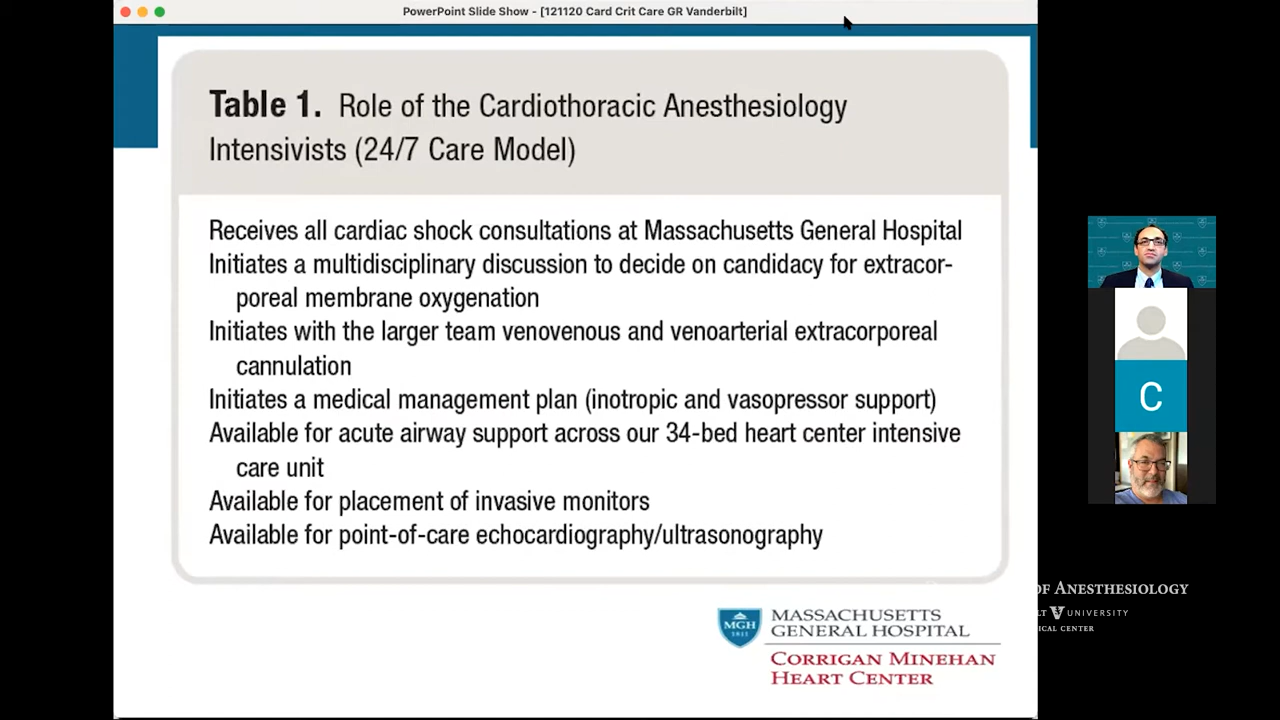 PowerPoint Slide Show - [121120 Card Crit Care GR Vanderbilt]
Table 1. Role of the Cardiothoracic Anesthesiology
Intensivists (24/7 Care Model)
Receives all cardiac shock consultations at Massachusetts General Hospital
Initiates a multidisciplinary discussion to decide on candidacy for extracor-
poreal membrane oxygenation
Initiates with the larger team venovenous and venoarterial extracorporeal
cannulation
Initiates a medical management plan (inotropic and vasopressor support)
Available for acute airway support across our 34-bed heart center intensive
care unit
Available for placement of invasive monitors
Available for point-of-care echocardiography/ultrasonography
MGH
1811
MASSACHUSETTS
GENERAL HOSPITAL
CORRIGAN MINEHAN
HEART CENTER
C
OF ANESTHESIOLOGY
LT V UNIVERSITY
ICAL CENTER